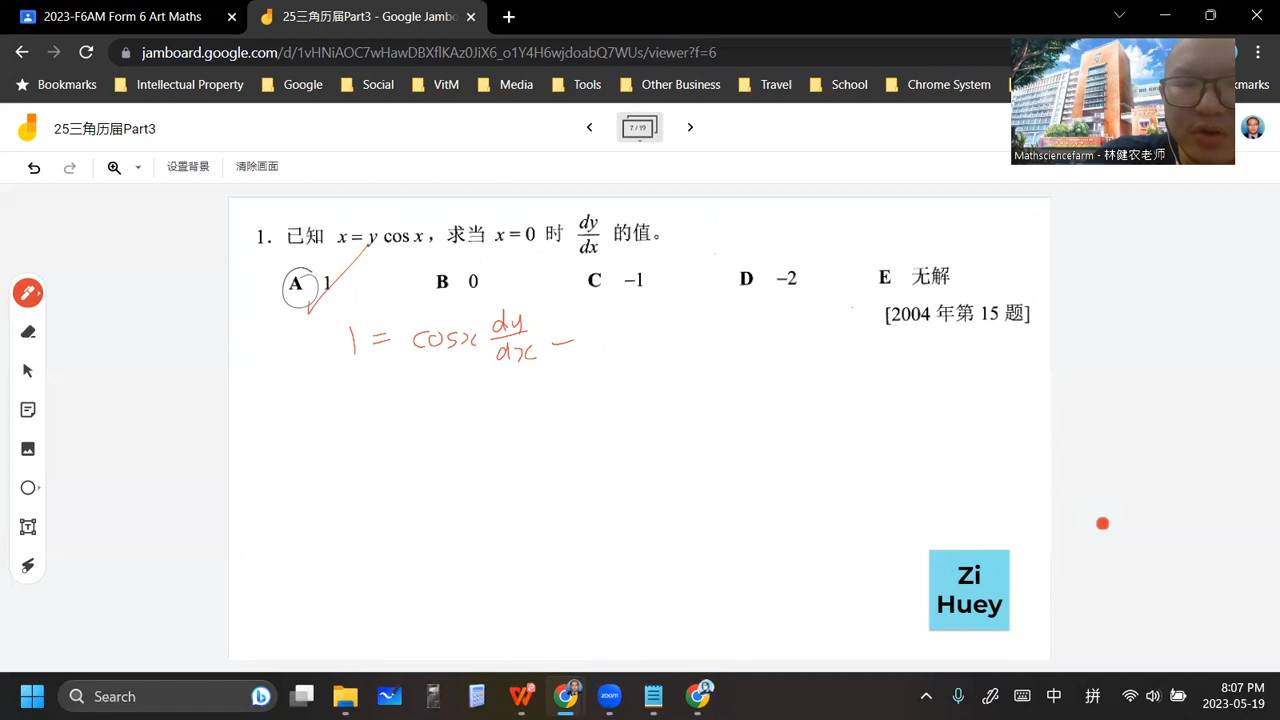 2023-F6AM Form 6 Art Maths
25三角历届Part3 - Google Jambo
jamboard.google.com/d/1vHNiAQC7wHawDBXflKAz0JiX6_o1Y4H6wjdoabQ7WUs/viewer?f=6
Bookmarks Intellectual Property Goog VitM Media Tools Other Business Travel School Chrome System marks
25三角历届Part3
7 / 19
Mathsciencefarm - 林健农老师
设置背景 清除画面
1. 已知 x = y cos x，求当 x = 0 时 dy/dx 的值。
A 1 B 0 C −1 D −2 E 无解
[2004 年第 15 题]
1 = cosx dy/dx −
Zi
Huey
Search
zoom
中 拼
8:07 PM
2023-05-19